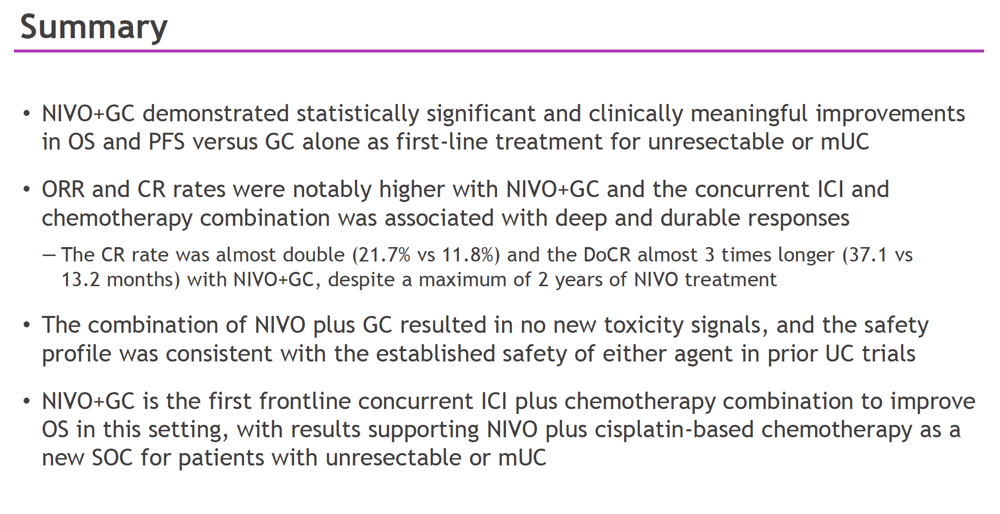 Summary
• NIVO+GC demonstrated statistically significant and clinically meaningful improvements
in OS and PFS versus GC alone as first-line treatment for unresectable or mUC
• ORR and CR rates were notably higher with NIVO+GC and the concurrent ICI and
chemotherapy combination was associated with deep and durable responses
– The CR rate was almost double (21.7% vs 11.8%) and the DoCR almost 3 times longer (37.1 vs
13.2 months) with NIVO+GC, despite a maximum of 2 years of NIVO treatment
• The combination of NIVO plus GC resulted in no new toxicity signals, and the safety
profile was consistent with the established safety of either agent in prior UC trials
• NIVO+GC is the first frontline concurrent ICI plus chemotherapy combination to improve
OS in this setting, with results supporting NIVO plus cisplatin-based chemotherapy as a
new SOC for patients with unresectable or mUC